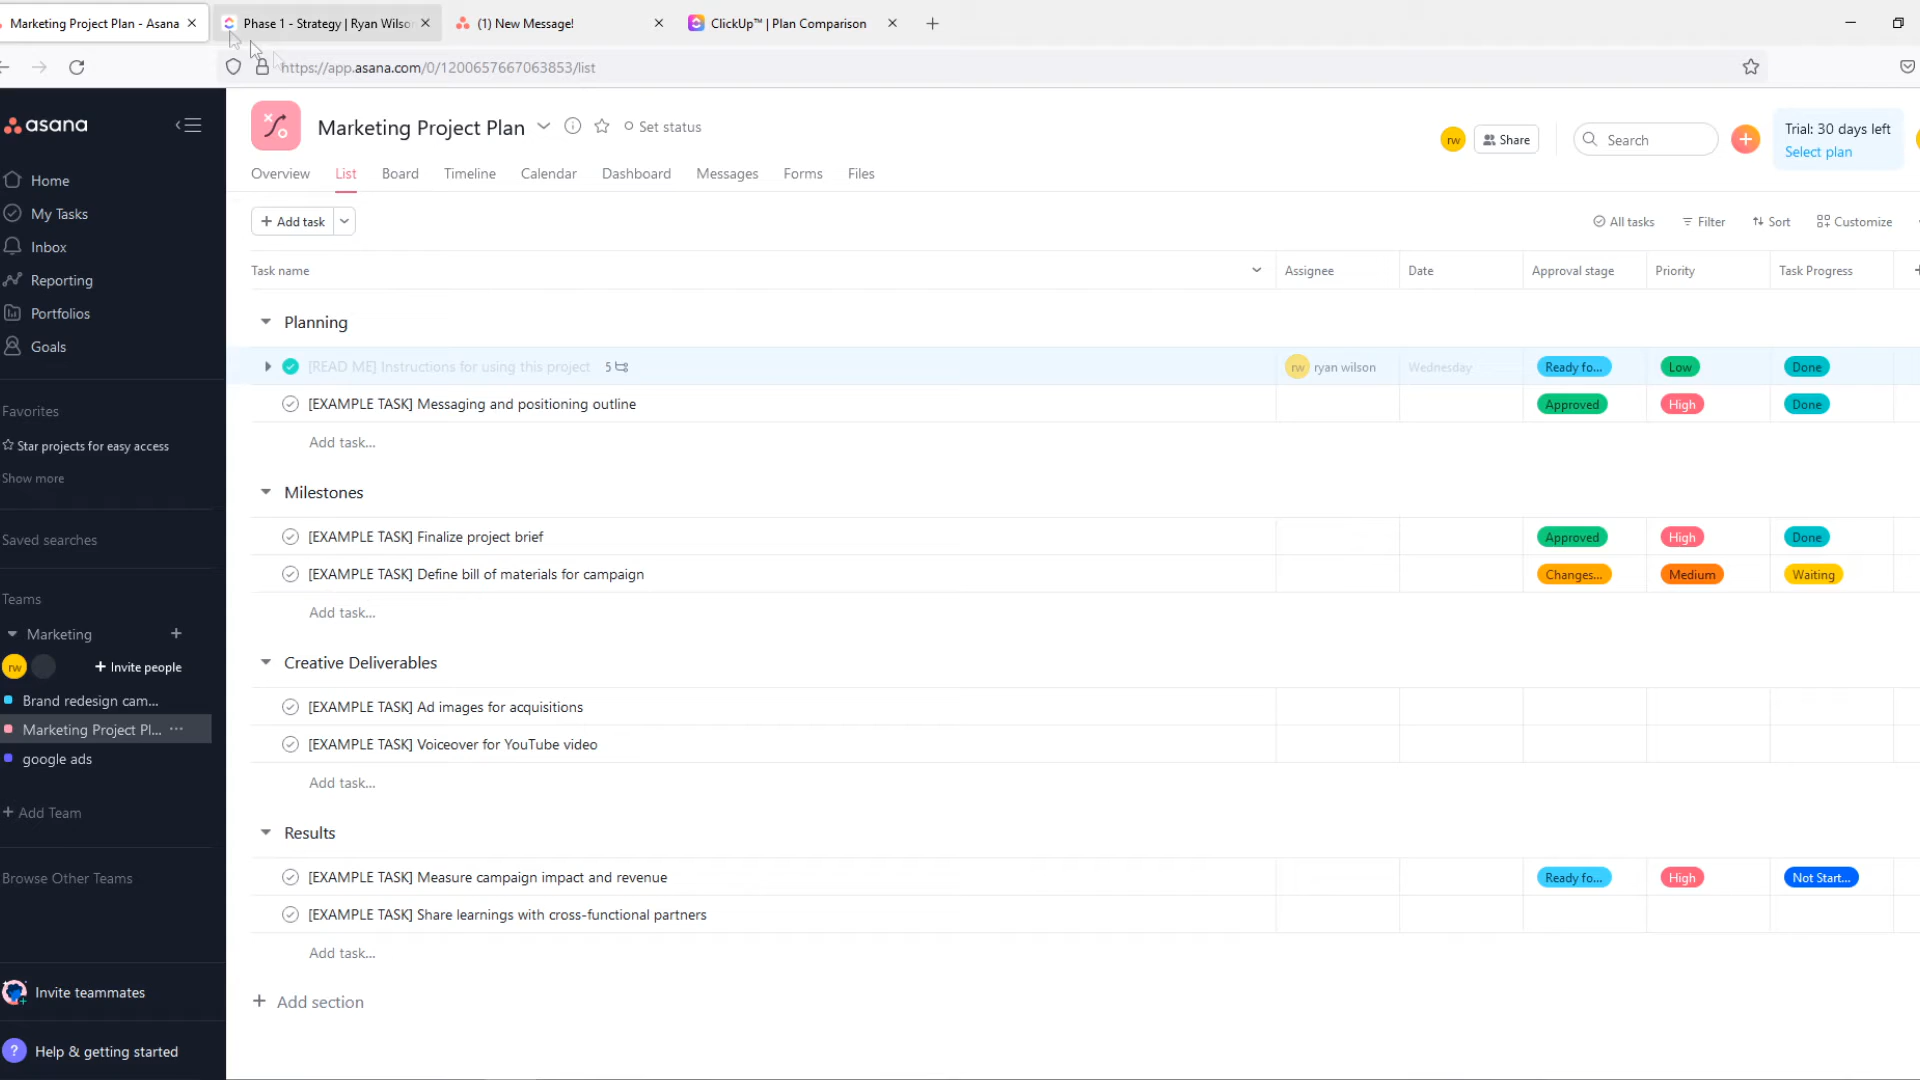 Marketing Project Plan - Asana
Phase 1 - Strategy | Ryan Wilso
(1) New Message!
ClickUp™ | Plan Comparison
https://app.asana.com/0/1200657667063853/list
asana
Marketing Project Plan
Set status
rw
Share
Search
Trial: 30 days left
Select plan
Overview
List
Board
Timeline
Calendar
Dashboard
Messages
Forms
Files
Home
My Tasks
Inbox
Reporting
Portfolios
Goals
Favorites
Star projects for easy access
Show more
Saved searches
Teams
Marketing
rw
Invite people
Brand redesign cam...
Marketing Project Pl...
google ads
Add Team
Browse Other Teams
Invite teammates
? Help & getting started
Add task
All tasks
Filter
Sort
Customize
Task name
Assignee
Date
Approval stage
Priority
Task Progress
Planning
[READ ME] Instructions for using this project 5 rw ryan wilson Wednesday Ready fo... Low Done
[EXAMPLE TASK] Messaging and positioning outline Approved High Done
Add task...
Milestones
[EXAMPLE TASK] Finalize project brief Approved High Done
[EXAMPLE TASK] Define bill of materials for campaign Changes... Medium Waiting
Add task...
Creative Deliverables
[EXAMPLE TASK] Ad images for acquisitions
[EXAMPLE TASK] Voiceover for YouTube video
Add task...
Results
[EXAMPLE TASK] Measure campaign impact and revenue Ready fo... High Not Start...
[EXAMPLE TASK] Share learnings with cross-functional partners
Add task...
Add section